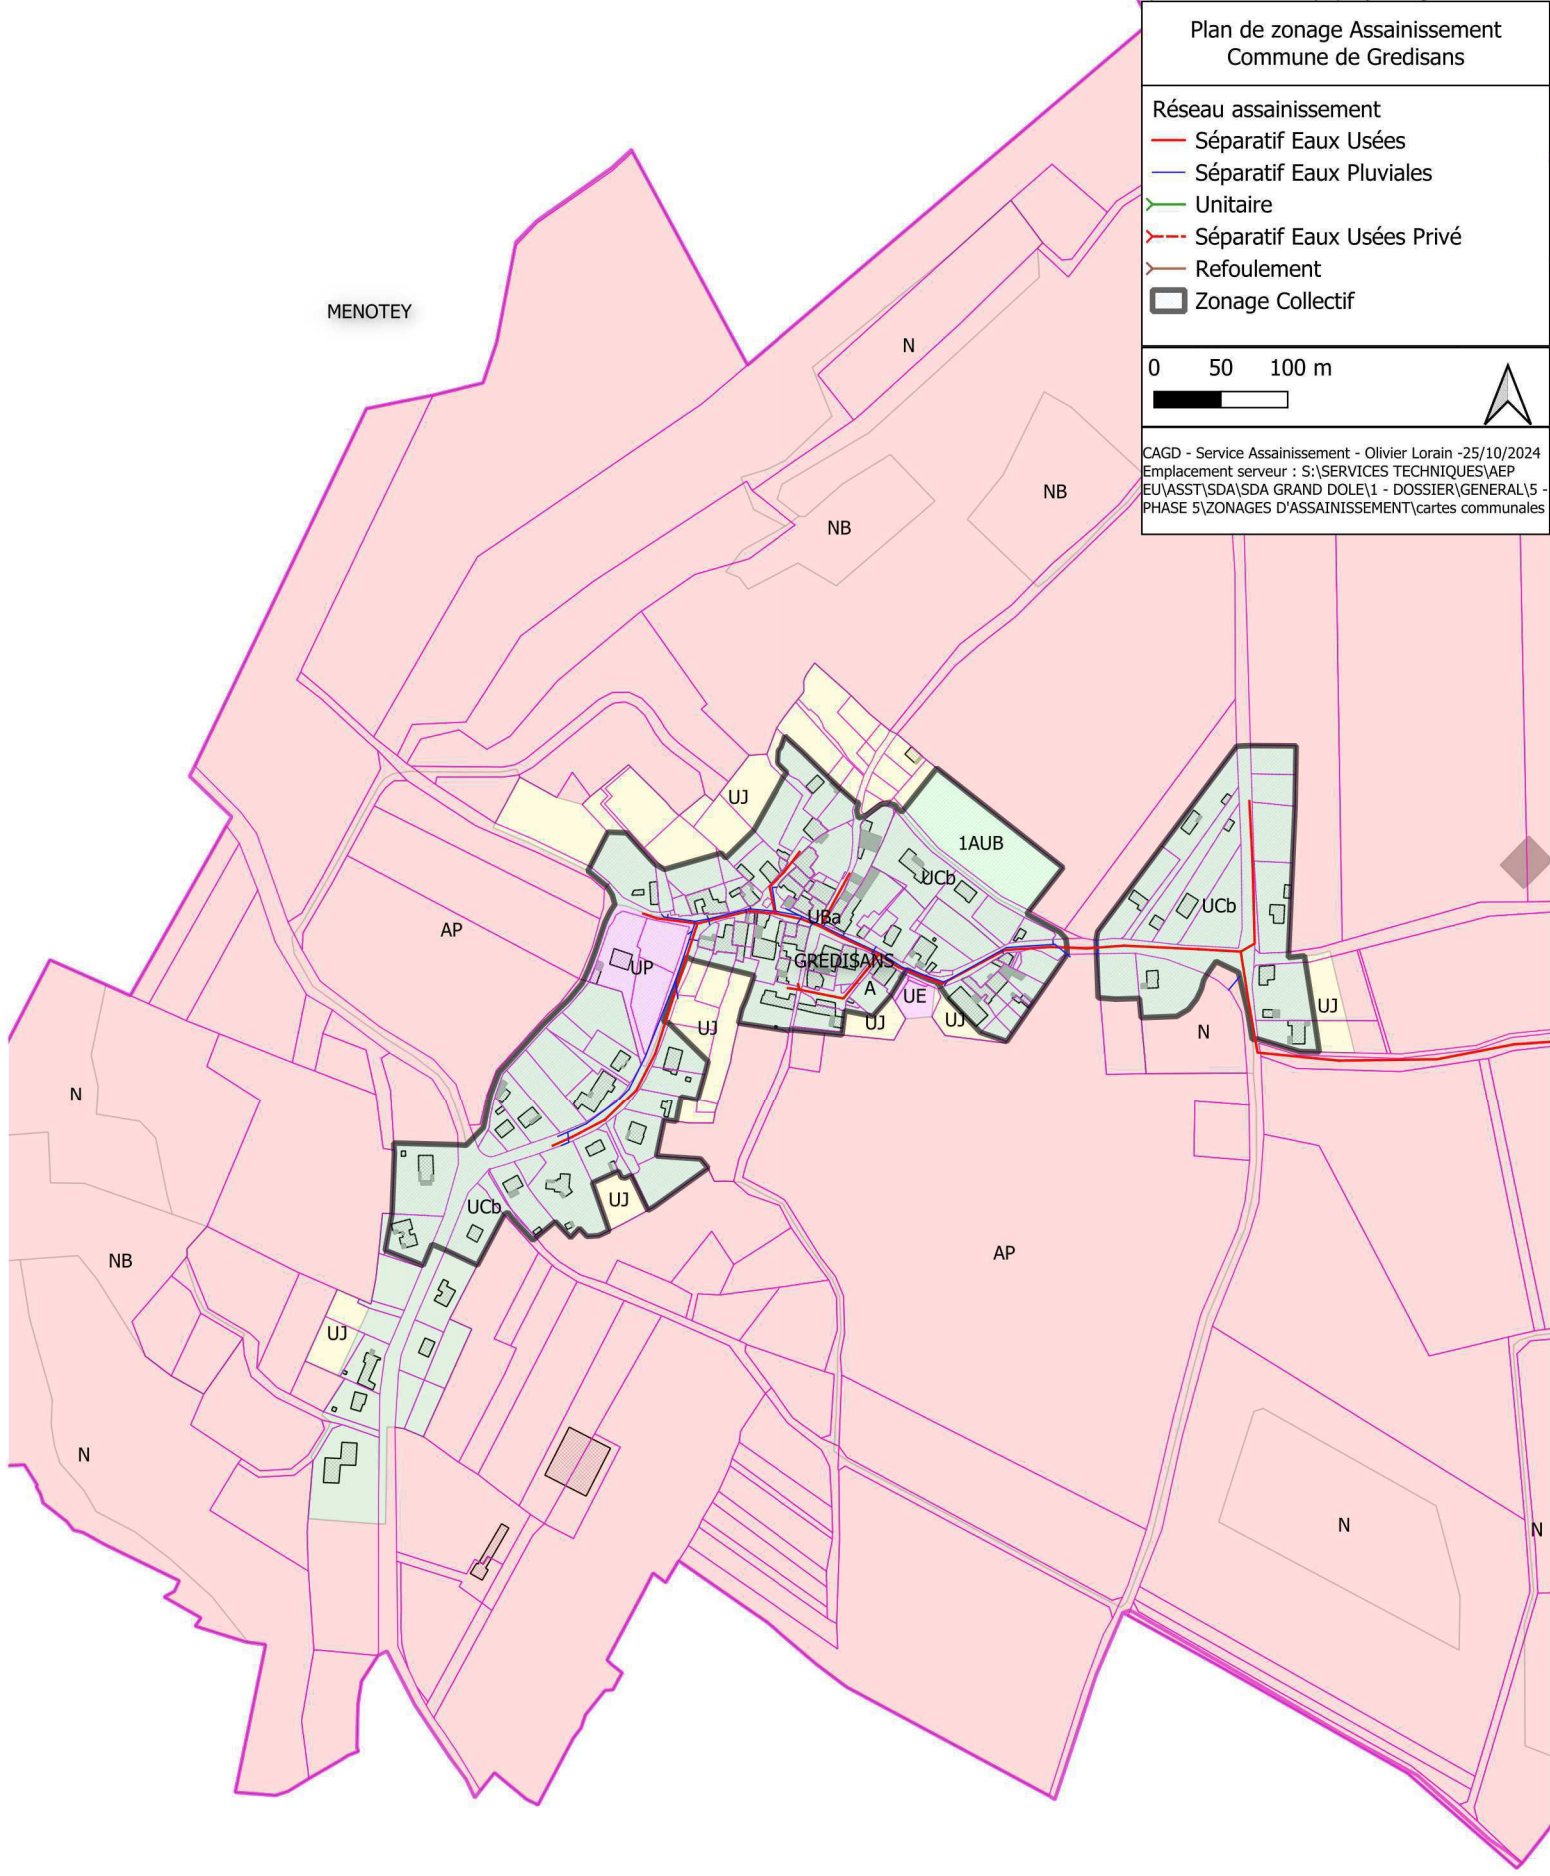 Plan de zonage Assainissement
Commune de Gredisans
Réseau assainissement
Séparatif Eaux Usées
Séparatif Eaux Pluviales
Unitaire
Séparatif Eaux Usées Privé
Refoulement
Zonage Collectif
0 50 100 m
CAGD - Service Assainissement - Olivier Lorain -25/10/2024
Emplacement serveur : S:\SERVICES TECHNIQUES\AEP
EU\ASST\SDA\SDA GRAND DOLE\1 - DOSSIER\GENERAL\5 -
PHASE 5\ZONAGES D'ASSAINISSEMENT\cartes communales
MENOTEY
N
NB
NB
UJ
1AUB
UCb
UCb
UBa
AP
GREDISANS
UP
A
UE
UJ
UJ
UJ
UJ
N
N
UJ
UCb
AP
NB
UJ
N
N
N